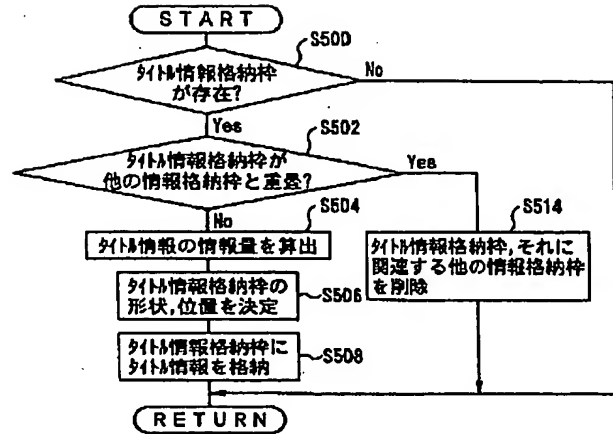 START
S500
ﾀｲﾄﾙ情報格納枠
が存在?
No
Yes
S502
ﾀｲﾄﾙ情報格納枠が
他の情報格納枠と重畳?
Yes
No
S504
ﾀｲﾄﾙ情報の情報量を算出
S514
ﾀｲﾄﾙ情報格納枠,それに
関連する他の情報格納枠
を削除
ﾀｲﾄﾙ情報格納枠の
形状,位置を決定
S506
ﾀｲﾄﾙ情報格納枠に
ﾀｲﾄﾙ情報を格納
S508
RETURN